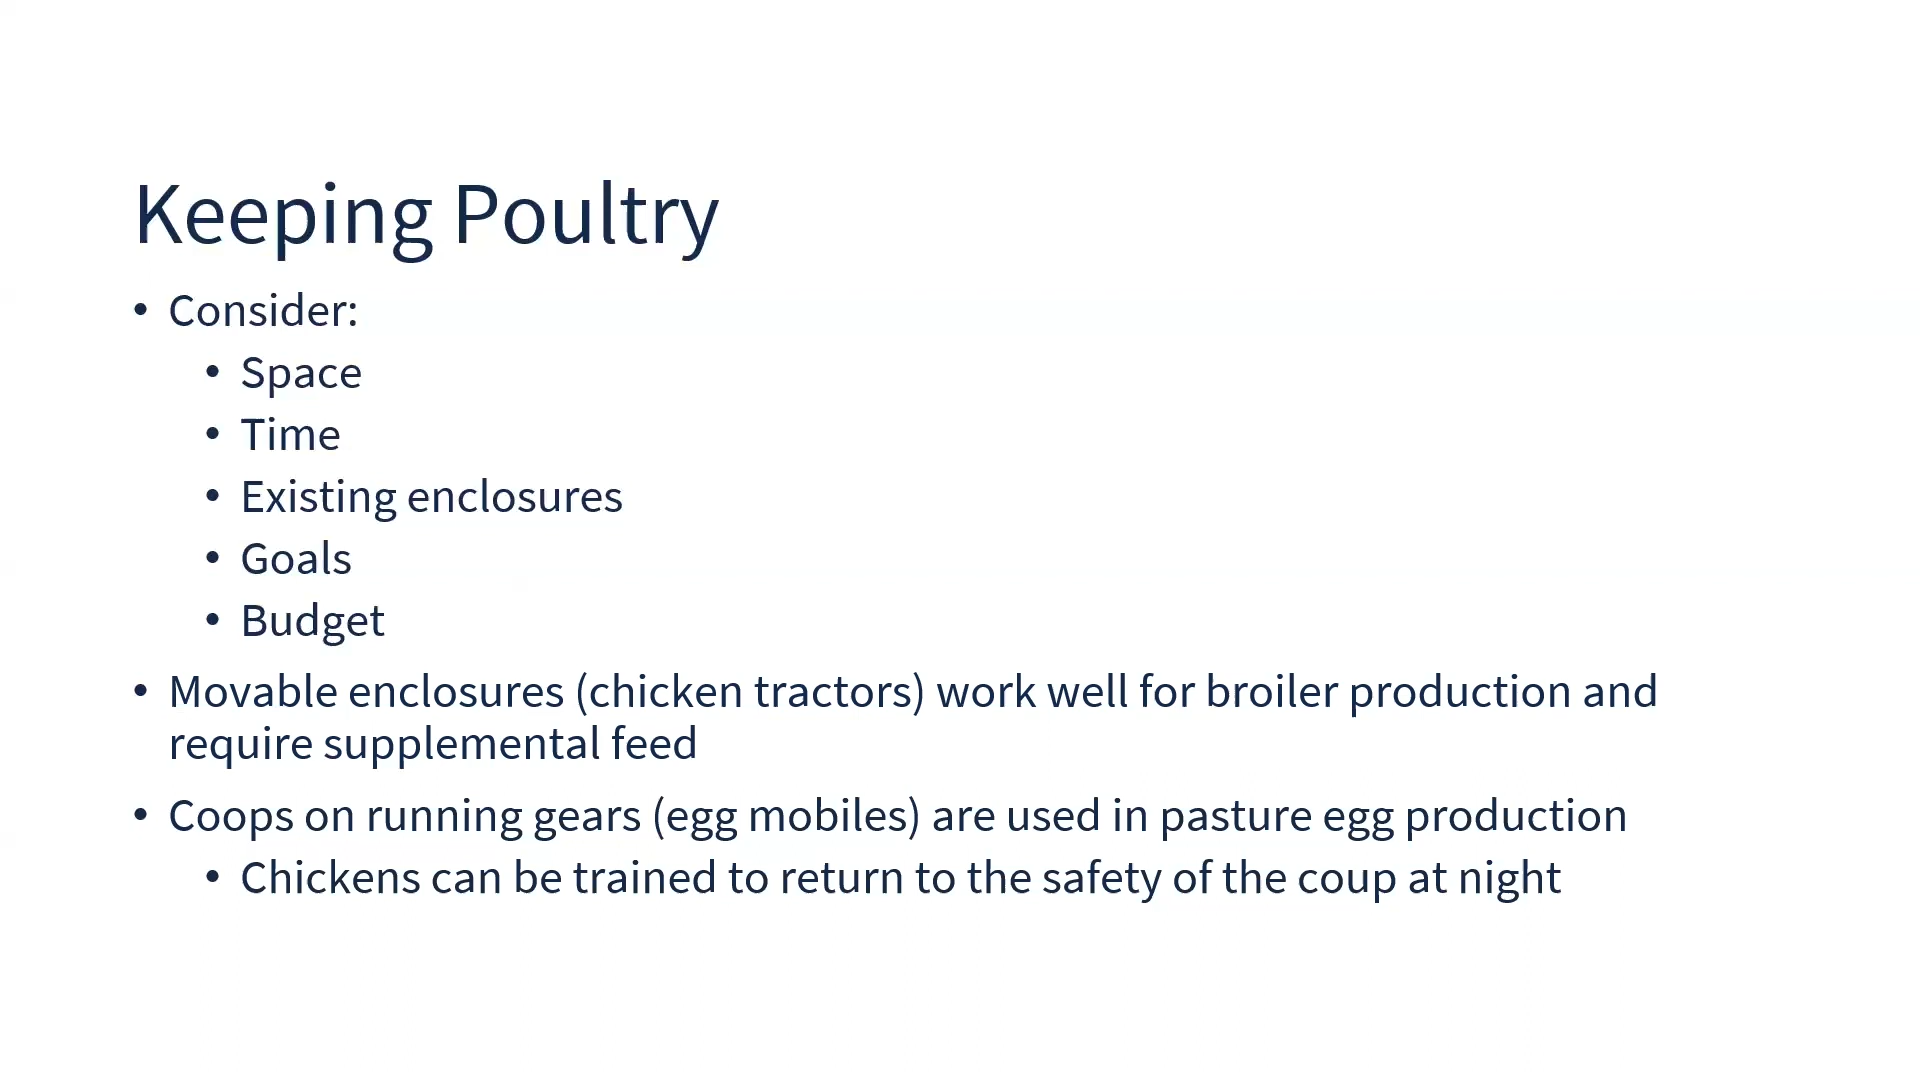 Keeping Poultry
• Consider:
• Space
• Time
• Existing enclosures
• Goals
• Budget
• Movable enclosures (chicken tractors) work well for broiler production and
require supplemental feed
• Coops on running gears (egg mobiles) are used in pasture egg production
• Chickens can be trained to return to the safety of the coup at night